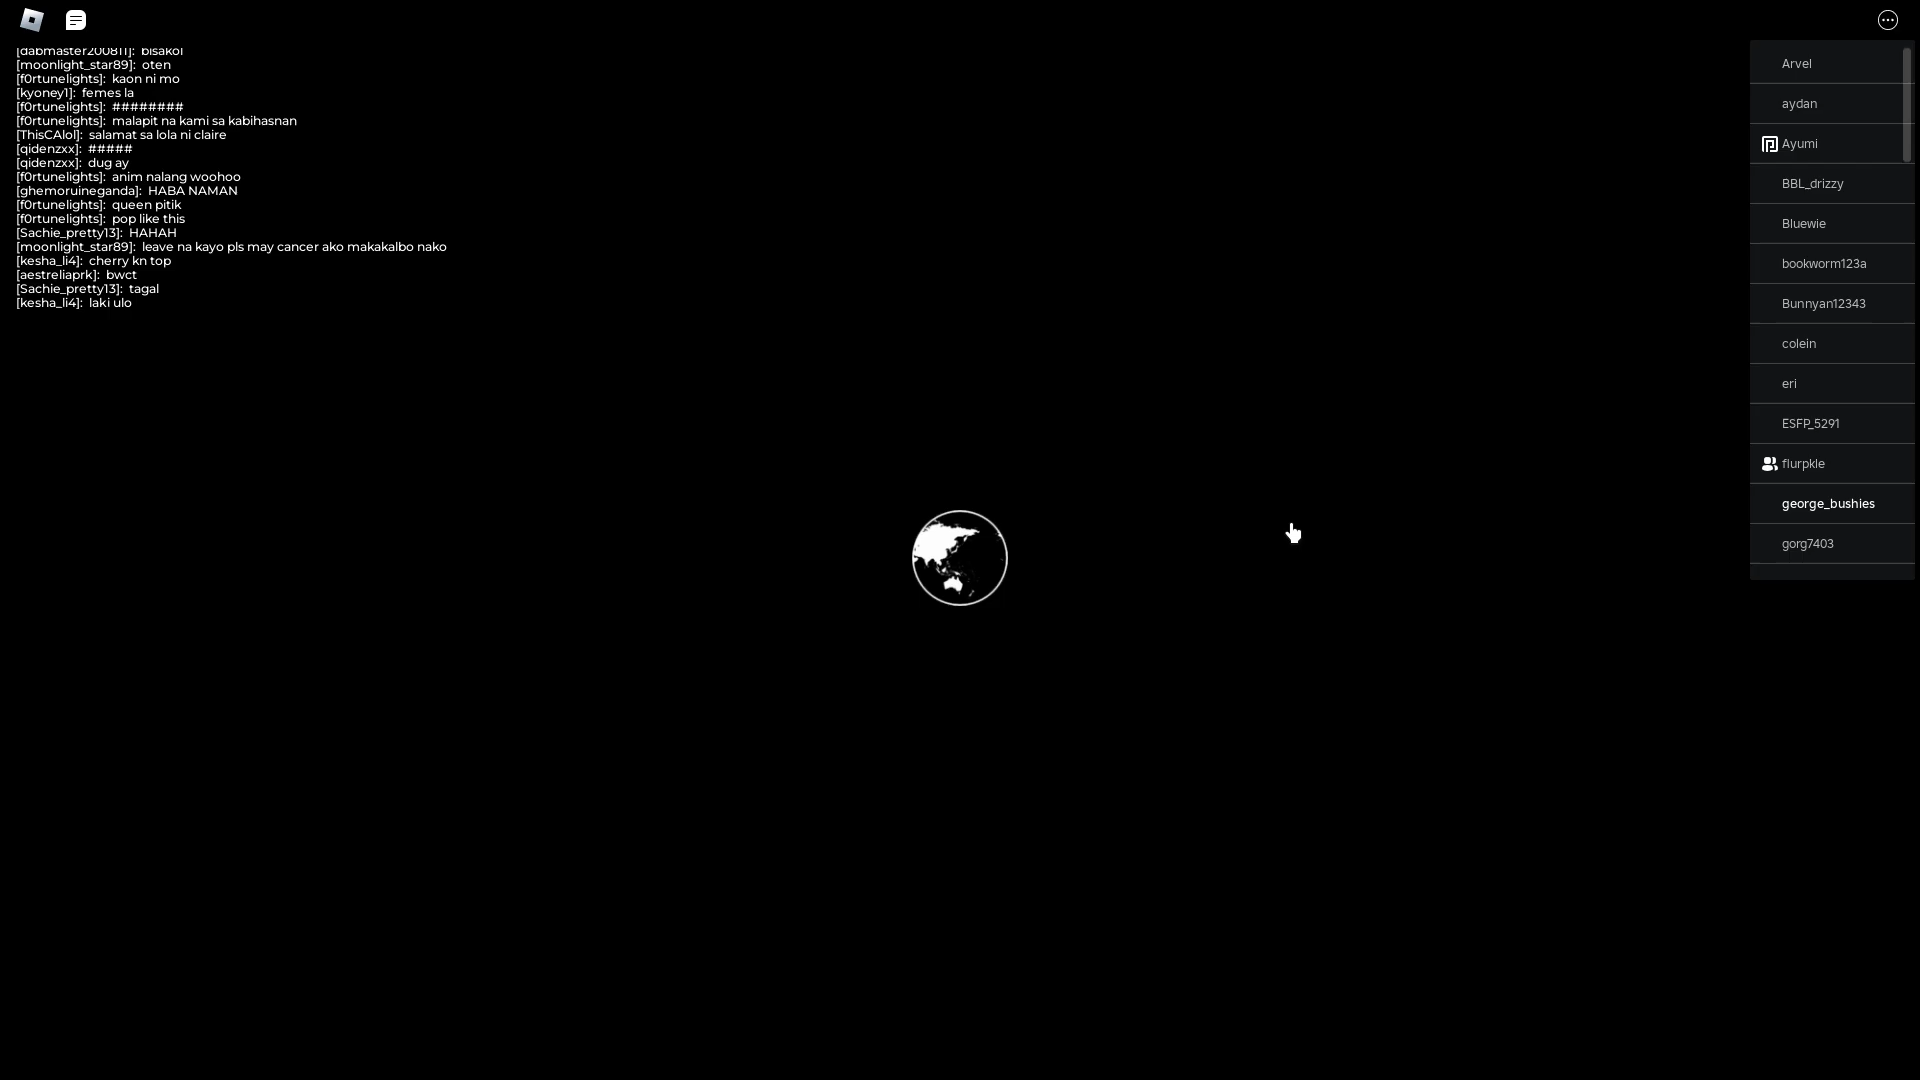 [dabmaster200811]: bisakol
[moonlight_star89]: oten
[f0rtunelights]: kaon ni mo
[kyoney1]: femes la
[f0rtunelights]: ########
[f0rtunelights]: malapit na kami sa kabihasnan
[ThisCAlol]: salamat sa lola ni claire
[qidenzxx]: #####
[qidenzxx]: dug ay
[f0rtunelights]: anim nalang woohoo
[ghemoruineganda]: HABA NAMAN
[f0rtunelights]: queen pitik
[f0rtunelights]: pop like this
[Sachie_pretty13]: HAHAH
[moonlight_star89]: leave na kayo pls may cancer ako makakalbo nako
[kesha_li4]: cherry kn top
[aestreliaprk]: bwct
[Sachie_pretty13]: tagal
[kesha_li4]: laki ulo
Arvel
aydan
Ayumi
BBL_drizzy
Bluewie
bookworm123a
Bunnyan12343
colein
eri
ESFP_5291
flurpkle
george_bushies
gorg7403